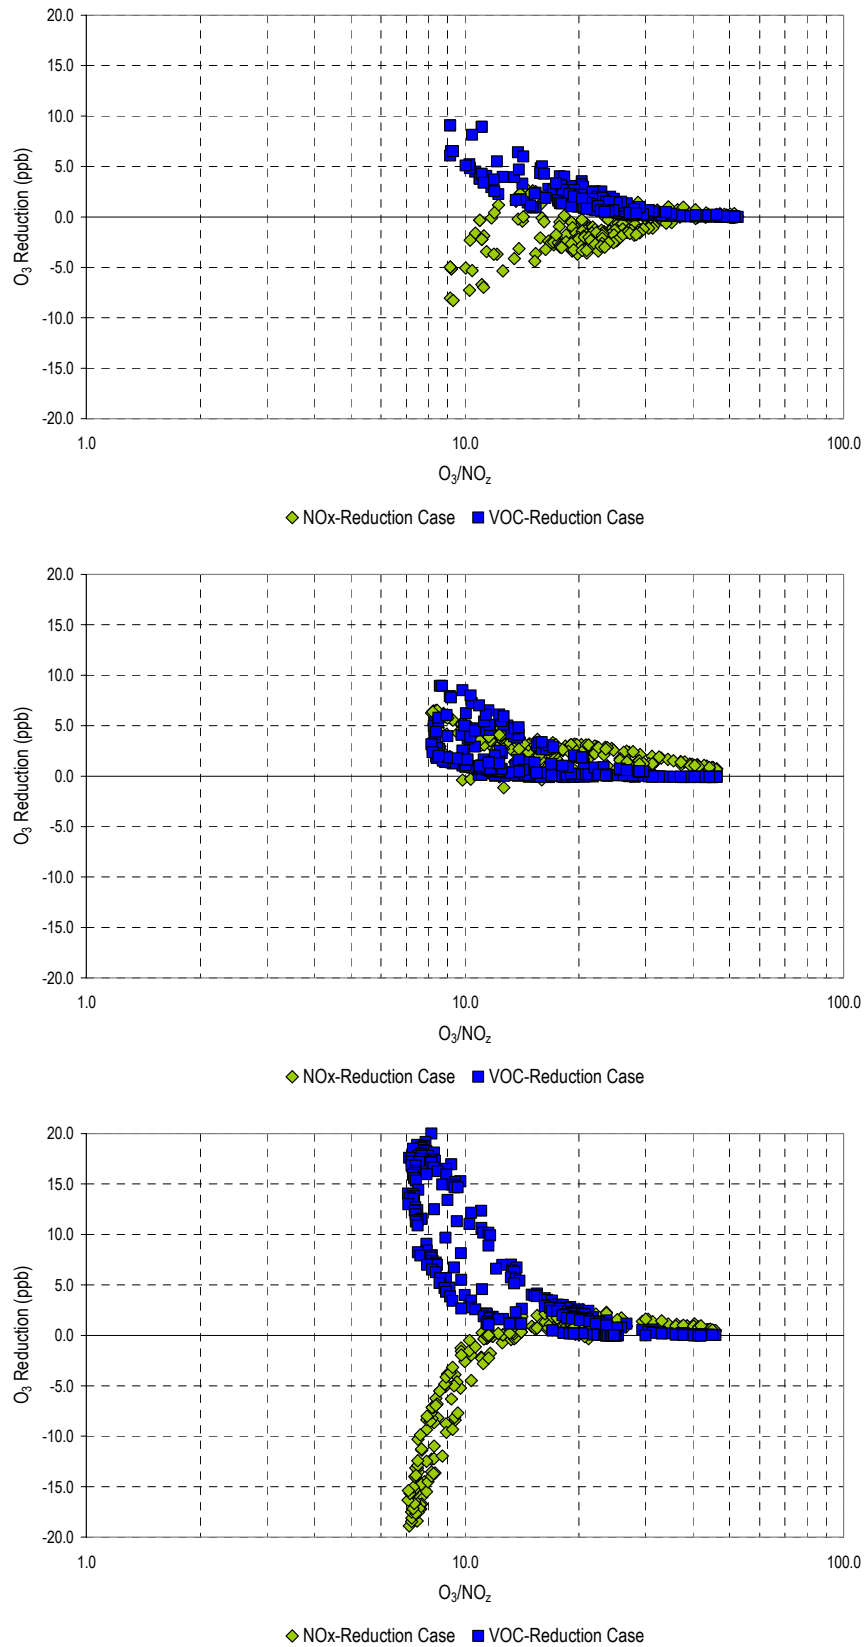 20.0
15.0
10.0
5.0
0.0
-5.0
-10.0
-15.0
-20.0
O₃ Reduction (ppb)
1.0 10.0 100.0
O₃/NOz
NOx-Reduction Case VOC-Reduction Case
20.0
15.0
10.0
5.0
0.0
-5.0
-10.0
-15.0
-20.0
O₃ Reduction (ppb)
1.0 10.0 100.0
O₃/NOz
NOx-Reduction Case VOC-Reduction Case
20.0
15.0
10.0
5.0
0.0
-5.0
-10.0
-15.0
-20.0
O₃ Reduction (ppb)
1.0 10.0 100.0
O₃/NOz
NOx-Reduction Case VOC-Reduction Case